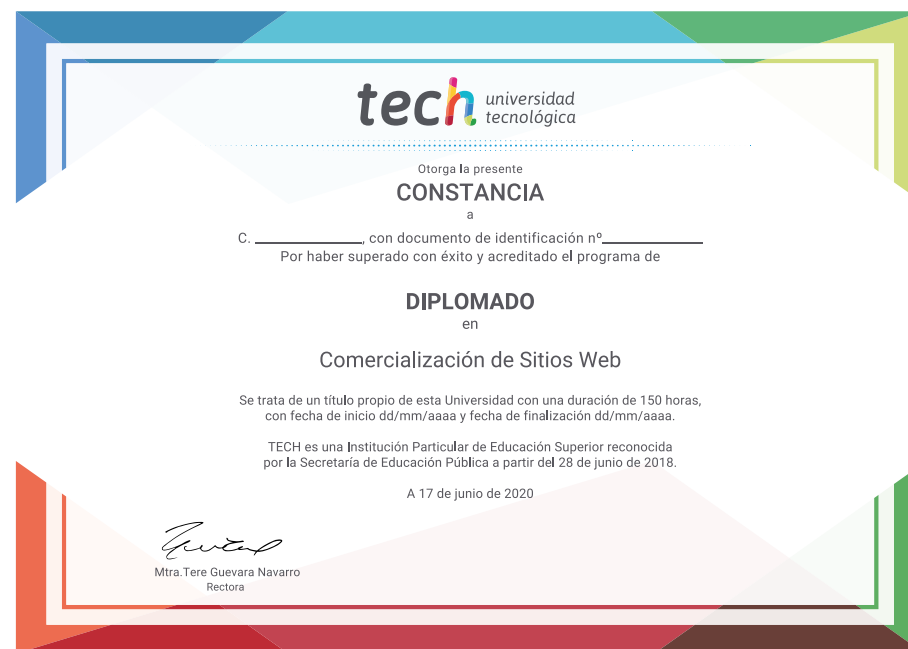 tech universidad
tecnológica
Otorga la presente
CONSTANCIA
a
C. ______________, con documento de identificación nº_____________
Por haber superado con éxito y acreditado el programa de
DIPLOMADO
en
Comercialización de Sitios Web
Se trata de un título propio de esta Universidad con una duración de 150 horas,
con fecha de inicio dd/mm/aaaa y fecha de finalización dd/mm/aaaa.
TECH es una Institución Particular de Educación Superior reconocida
por la Secretaría de Educación Pública a partir del 28 de junio de 2018.
A 17 de junio de 2020
Mtra.Tere Guevara Navarro
Rectora